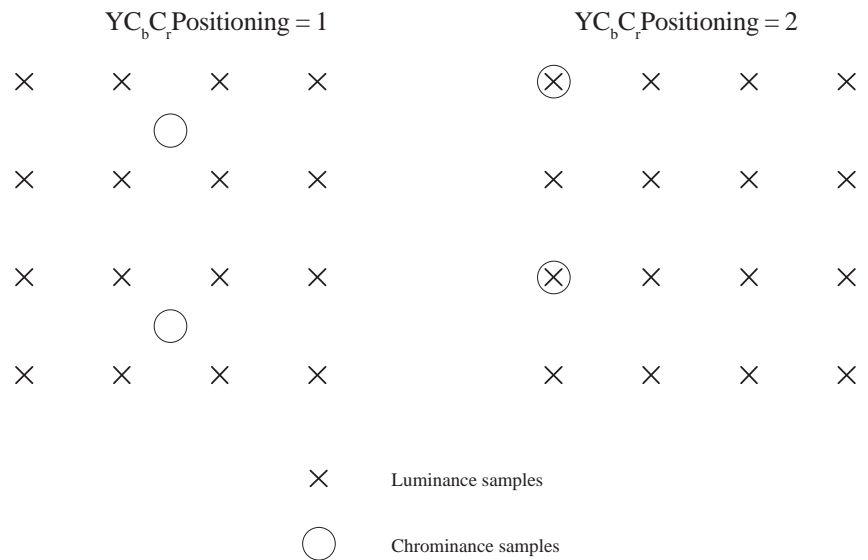 YCbCrPositioning = 1
YCbCrPositioning = 2
Luminance samples
Chrominance samples